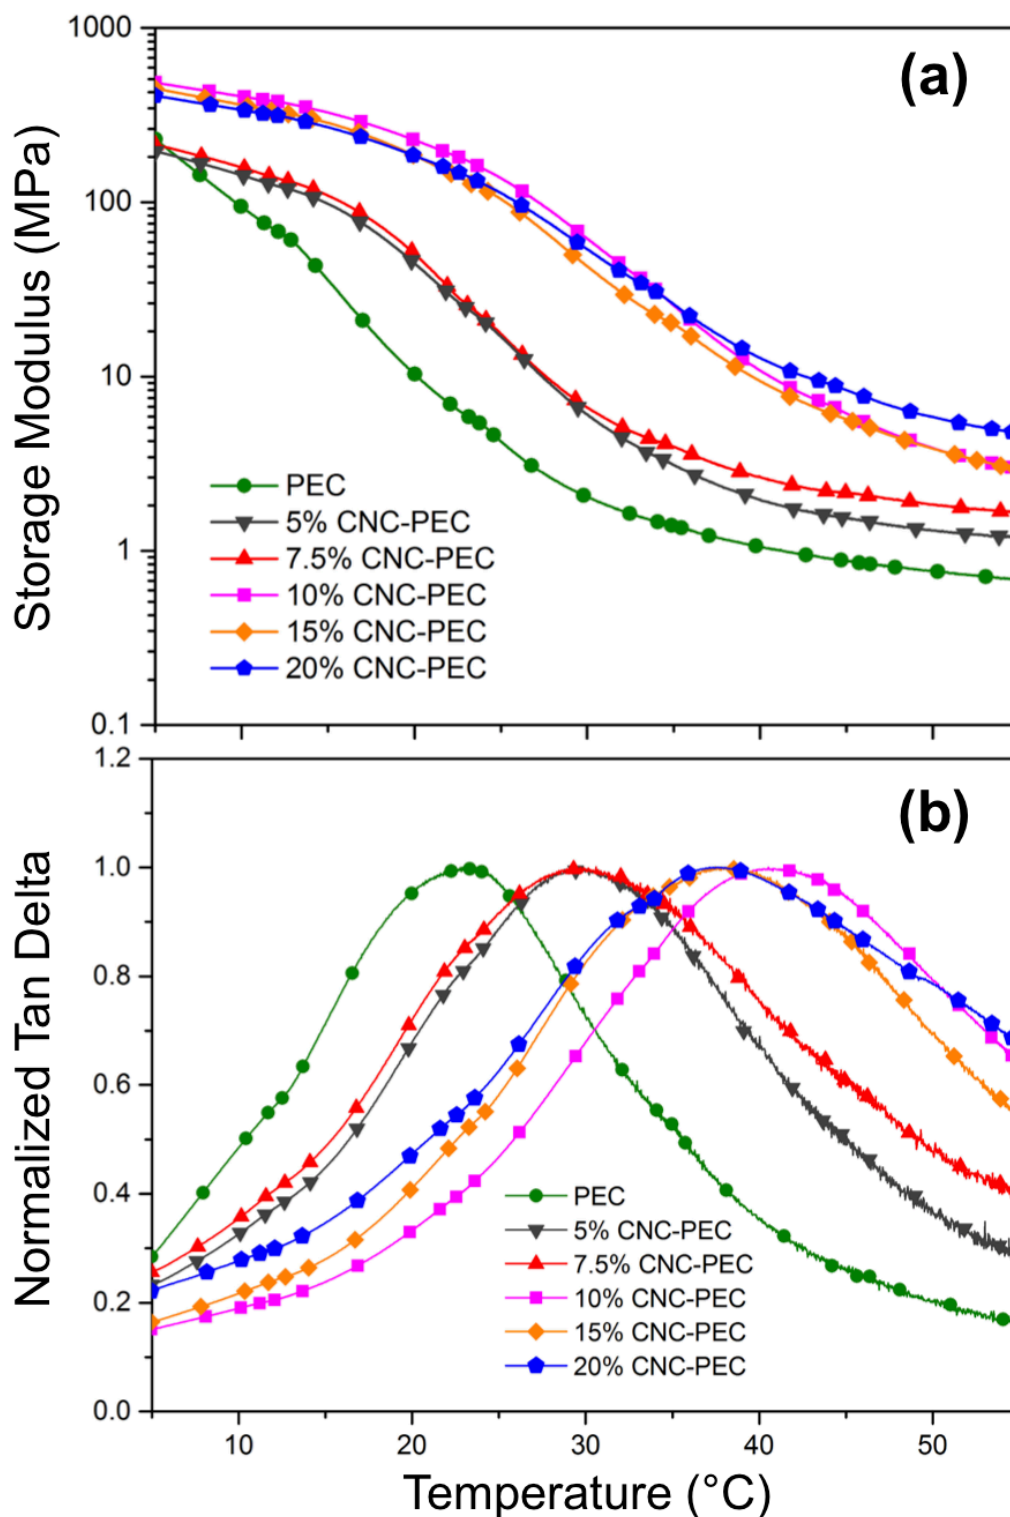 (a)
1000
100
10
1
0.1
Storage Modulus (MPa)
PEC
5% CNC-PEC
7.5% CNC-PEC
10% CNC-PEC
15% CNC-PEC
20% CNC-PEC
(b)
1.2
1.0
0.8
0.6
0.4
0.2
0.0
Normalized Tan Delta
PEC
5% CNC-PEC
7.5% CNC-PEC
10% CNC-PEC
15% CNC-PEC
20% CNC-PEC
10 20 30 40 50
Temperature (°C)